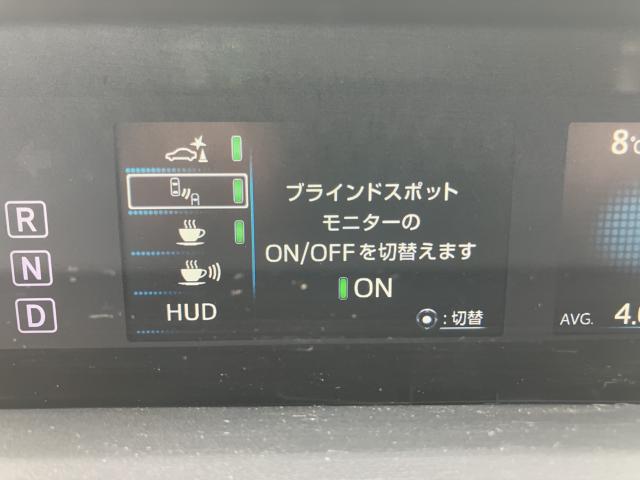 R
N
D
HUD
ブラインドスポット
モニターの
ON/OFFを切替えます
ON
:切替
8°C
AVG. 4.